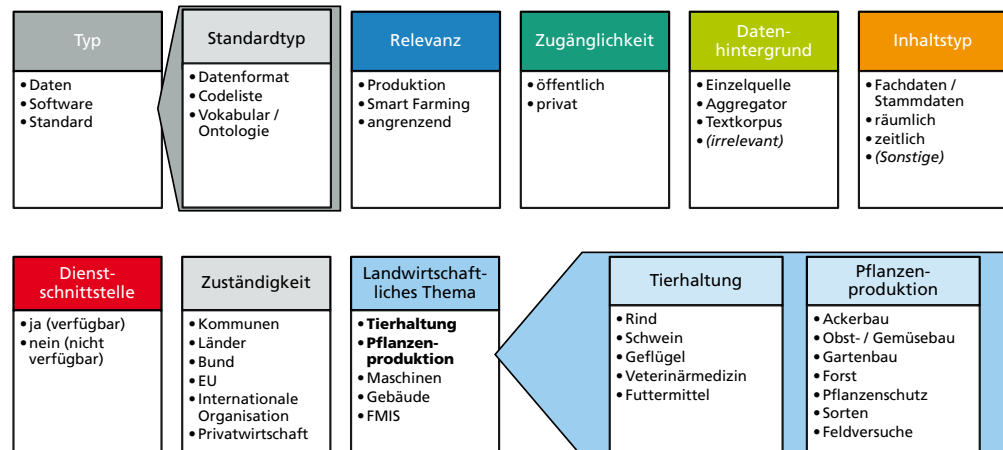 Typ
• Daten
• Software
• Standard
Standardtyp
• Datenformat
• Codeliste
• Vokabular /
Ontologie
Relevanz
• Produktion
• Smart Farming
• angrenzend
Zugänglichkeit
• öffentlich
• privat
Daten-
hintergrund
• Einzelquelle
• Aggregator
• Textkorpus
• (irrelevant)
Inhaltstyp
• Fachdaten /
Stammdaten
• räumlich
• zeitlich
• (Sonstige)
Dienst-
schnittstelle
• ja (verfügbar)
• nein (nicht
verfügbar)
Zuständigkeit
• Kommunen
• Länder
• Bund
• EU
• Internationale
Organisation
• Privatwirtschaft
Landwirtschaft-
liches Thema
• Tierhaltung
• Pflanzen-
produktion
• Maschinen
• Gebäude
• FMIS
Tierhaltung
• Rind
• Schwein
• Geflügel
• Veterinärmedizin
• Futtermittel
Pflanzen-
produktion
• Ackerbau
• Obst- / Gemüsebau
• Gartenbau
• Forst
• Pflanzenschutz
• Sorten
• Feldversuche